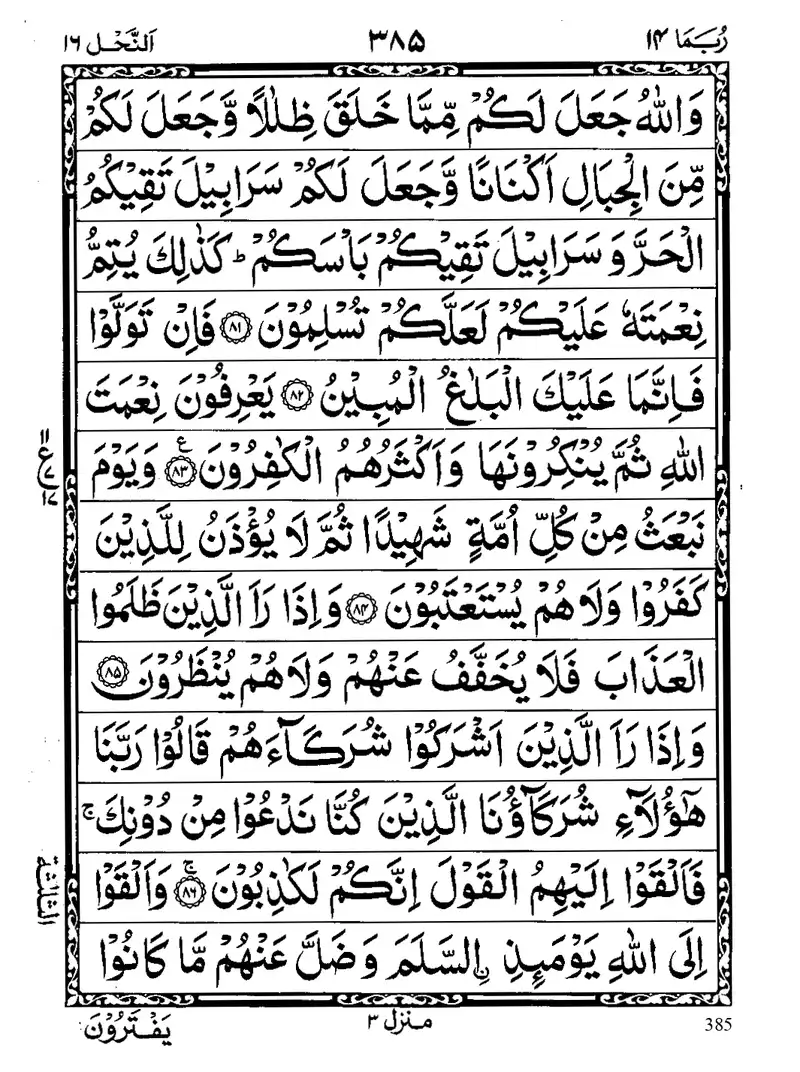 رُبَمَا ١٤ ٣٨٥ اَلنَّحْل ١٦
وَاللّٰهُ جَعَلَ لَكُمْ مِّمَّا خَلَقَ ظِلٰلًا وَّجَعَلَ لَكُمْ
مِّنَ الْجِبَالِ اَكْنَانًا وَّجَعَلَ لَكُمْ سَرَابِيْلَ تَقِيْكُمُ
الْحَرَّ وَ سَرَابِيْلَ تَقِيْكُمْ بَاْسَكُمْ ؕ كَذٰلِكَ يُتِمُّ
نِعْمَتَهٗ عَلَيْكُمْ لَعَلَّكُمْ تُسْلِمُوْنَ ﴿٨١﴾ فَاِنْ تَوَلَّوْا
فَاِنَّمَا عَلَيْكَ الْبَلٰغُ الْمُبِيْنُ ﴿٨٢﴾ يَعْرِفُوْنَ نِعْمَتَ
اللّٰهِ ثُمَّ يُنْكِرُوْنَهَا وَاَكْثَرُهُمُ الْكٰفِرُوْنَ ﴿٨٣﴾ع وَيَوْمَ
١١ ع ٧ ١٧
نَبْعَثُ مِنْ كُلِّ اُمَّةٍ شَهِيْدًا ثُمَّ لَا يُؤْذَنُ لِلَّذِيْنَ
كَفَرُوْا وَلَا هُمْ يُسْتَعْتَبُوْنَ ﴿٨٤﴾ وَاِذَا رَاَ الَّذِيْنَ ظَلَمُوا
الْعَذَابَ فَلَا يُخَفَّفُ عَنْهُمْ وَلَا هُمْ يُنْظَرُوْنَ ﴿٨٥﴾
وَاِذَا رَاَ الَّذِيْنَ اَشْرَكُوْا شُرَكَآءَهُمْ قَالُوْا رَبَّنَا
هٰٓؤُلَآءِ شُرَكَآؤُنَا الَّذِيْنَ كُنَّا نَدْعُوْا مِنْ دُوْنِكَ ۚ
فَاَلْقَوْا اِلَيْهِمُ الْقَوْلَ اِنَّكُمْ لَكٰذِبُوْنَ ﴿٨٦﴾ۚ وَاَلْقَوْا
الثلثة
اِلَى اللّٰهِ يَوْمَىِٕذِ ِۨالسَّلَمَ وَضَلَّ عَنْهُمْ مَّا كَانُوْا
يَفْتَرُوْنَ منزل ٣ 385